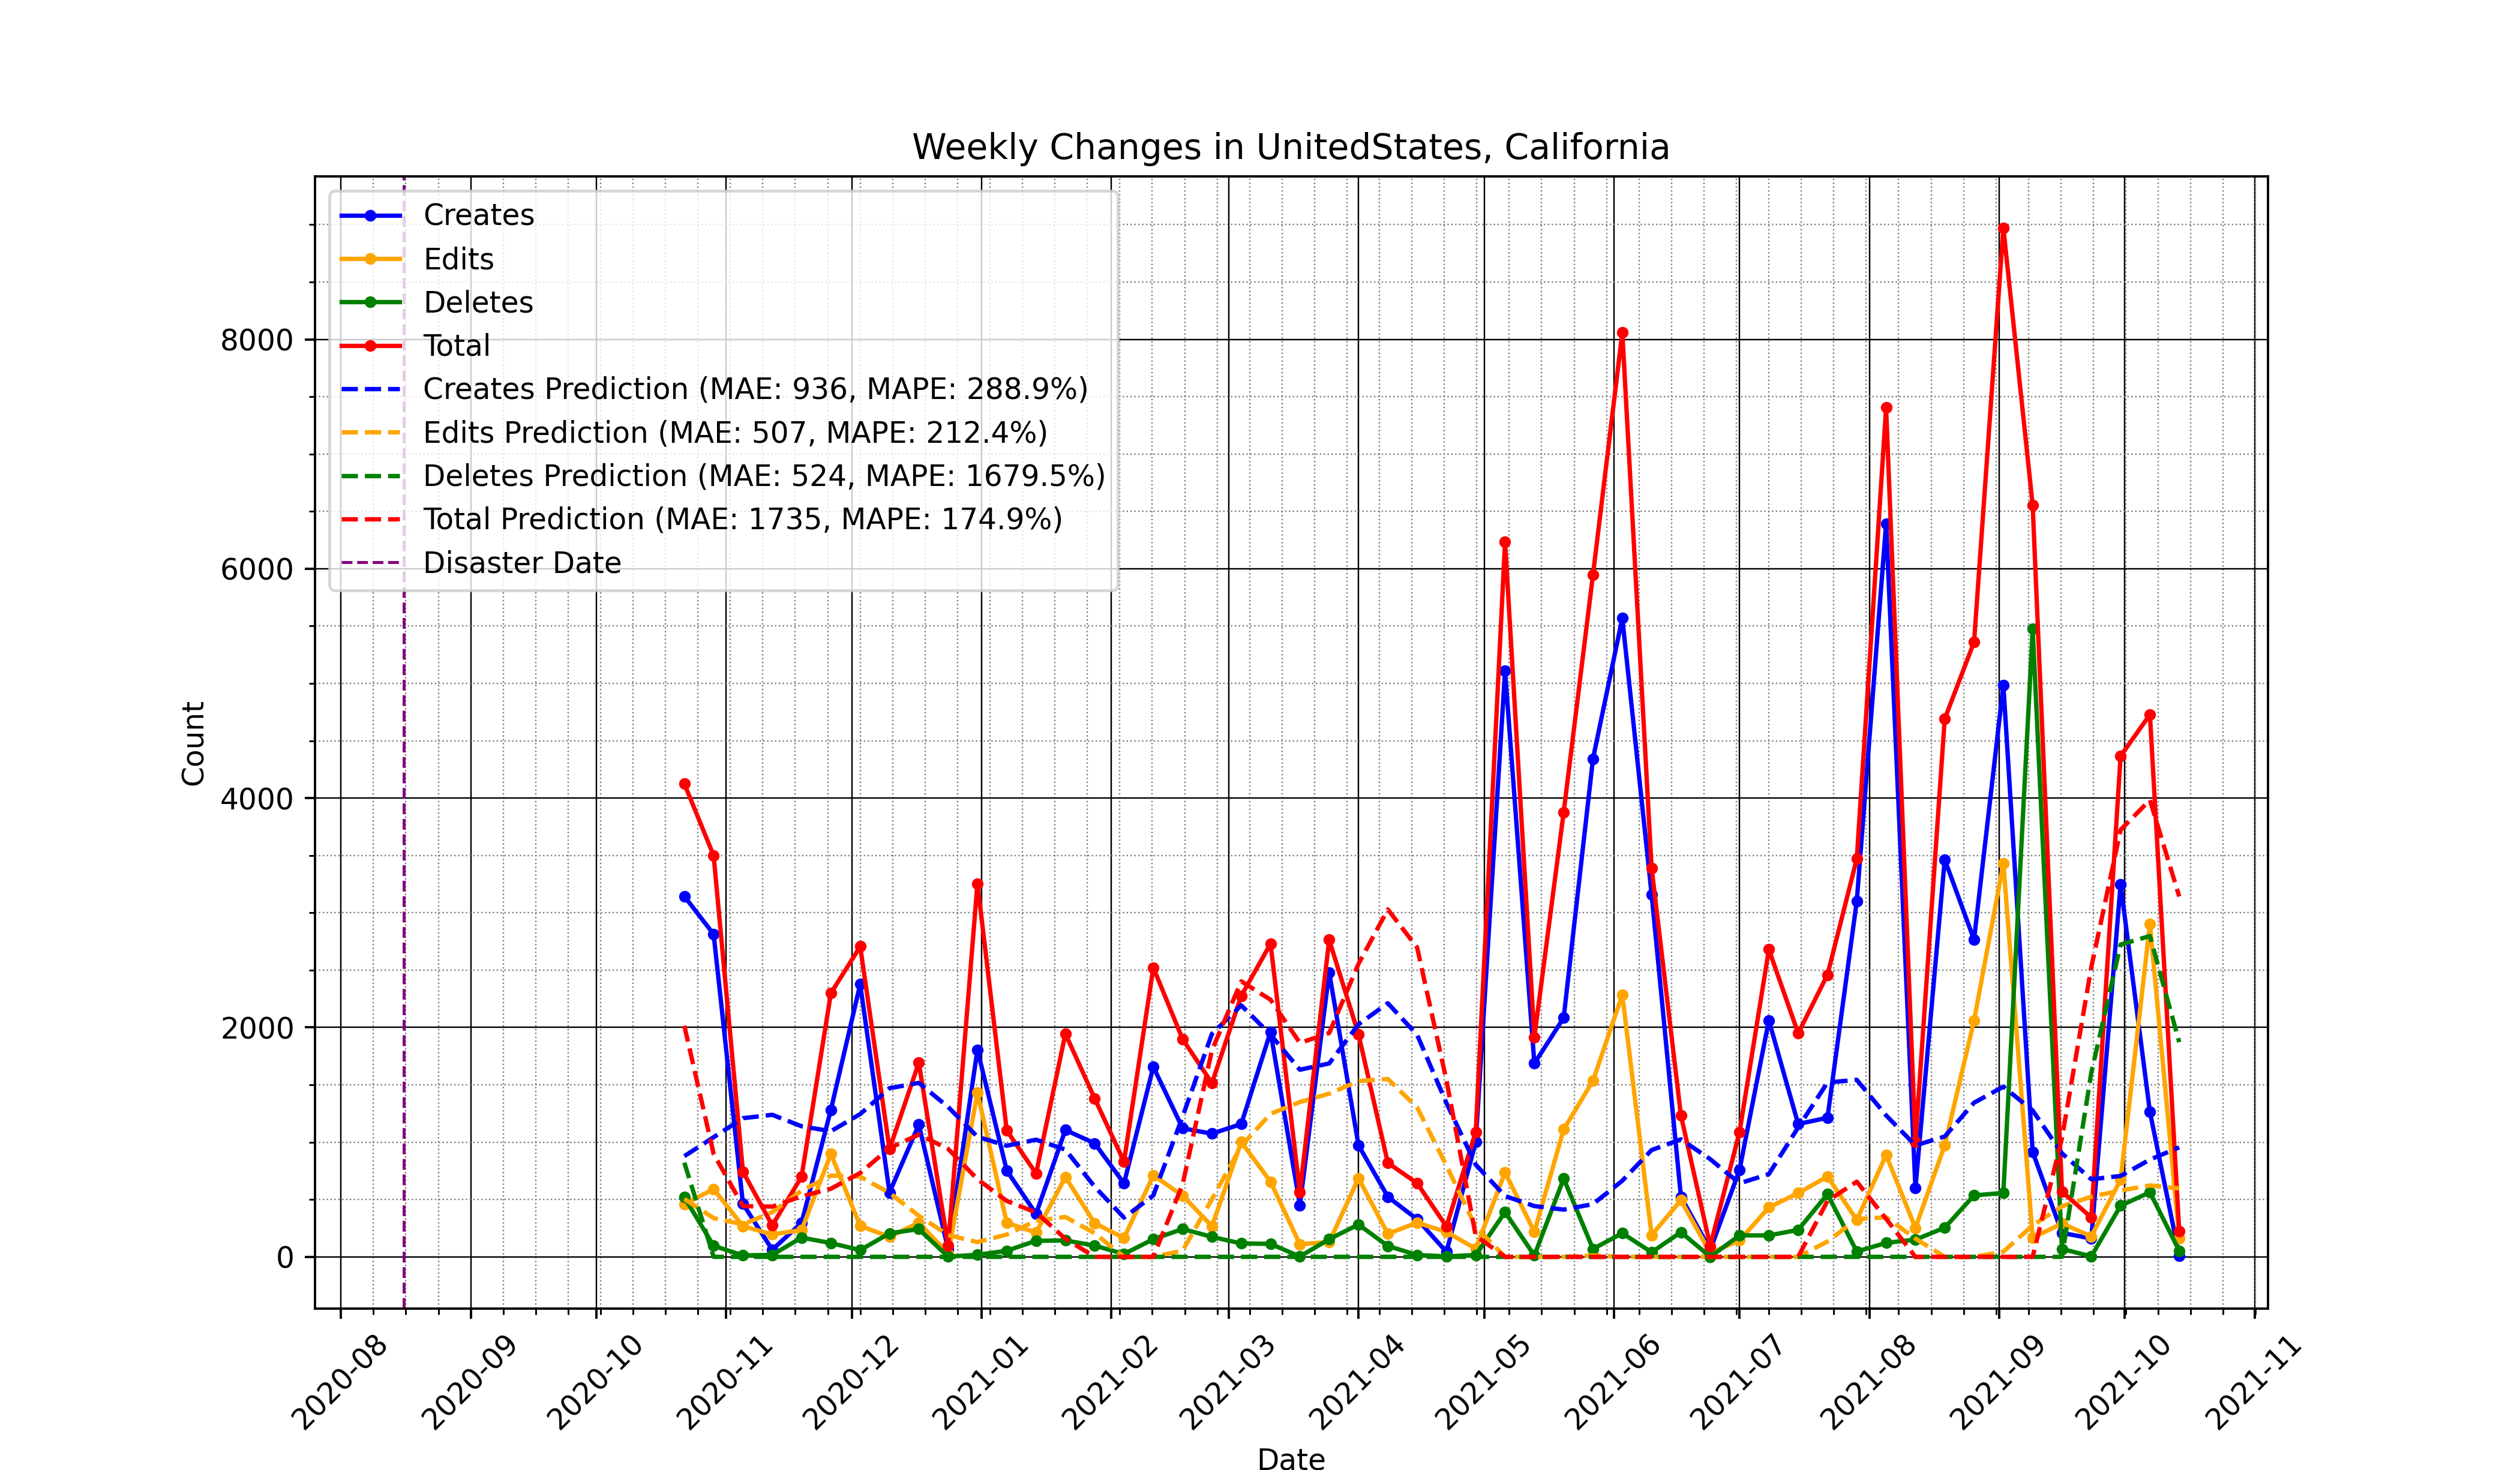 Weekly Changes in UnitedStates, California
Creates
Edits
Deletes
Total
Creates Prediction (MAE: 936, MAPE: 288.9%)
Edits Prediction (MAE: 507, MAPE: 212.4%)
Deletes Prediction (MAE: 524, MAPE: 1679.5%)
Total Prediction (MAE: 1735, MAPE: 174.9%)
Disaster Date
8000
6000
4000
2000
0
Count
2020-08
2020-09
2020-10
2020-11
2020-12
2021-01
2021-02
2021-03
2021-04
2021-05
2021-06
2021-07
2021-08
2021-09
2021-10
2021-11
Date